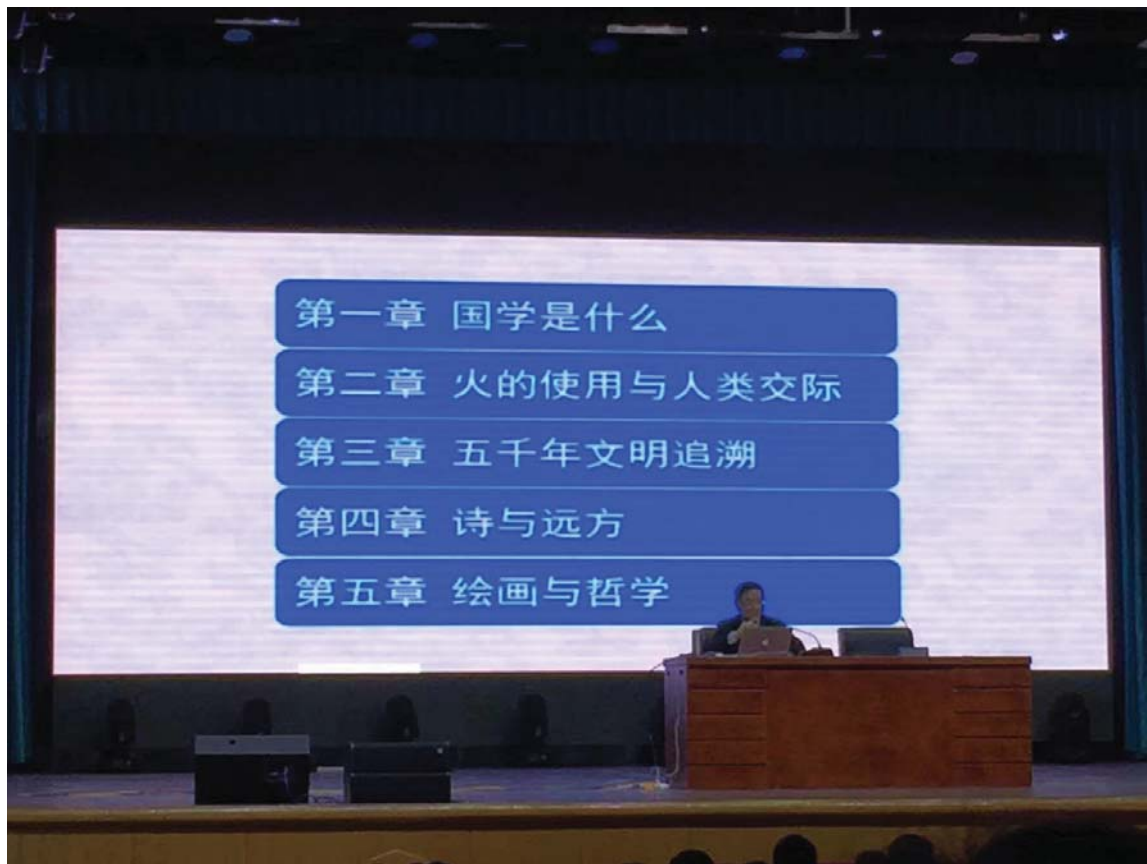 第一章 国学是什么
第二章 火的使用与人类交际
第三章 五千年文明追溯
第四章 诗与远方
第五章 绘画与哲学